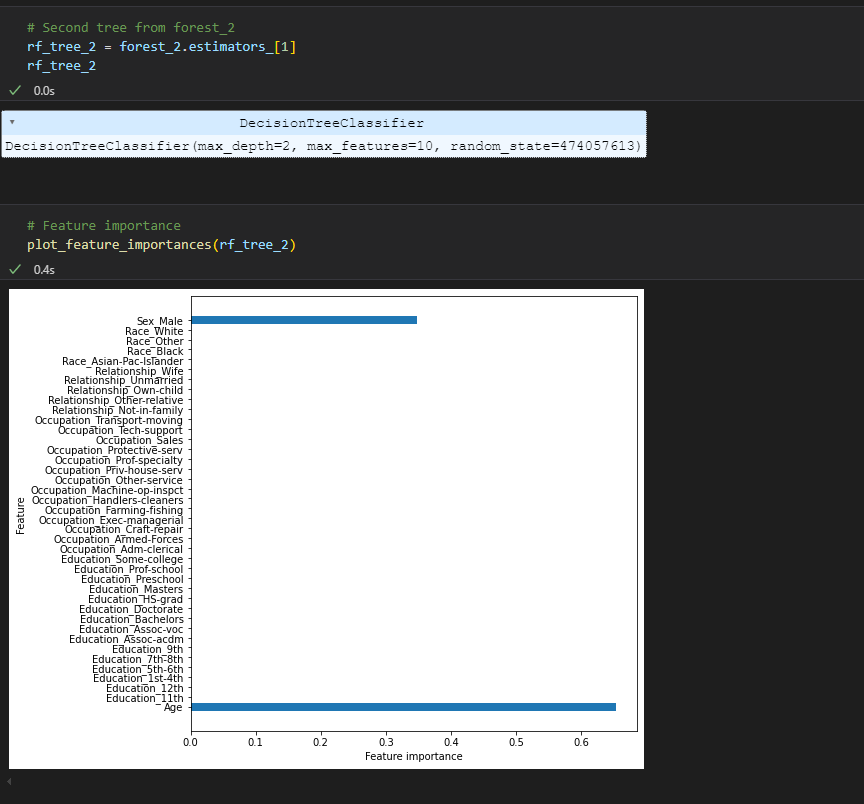 # Second tree from forest_2
rf_tree_2 = forest_2.estimators_[1]
rf_tree_2
0.0s
DecisionTreeClassifier
DecisionTreeClassifier(max_depth=2, max_features=10, random_state=474057613)
# Feature importance
plot_feature_importances(rf_tree_2)
0.4s
Sex_Male
Race_White
Race_Other
Race_Black
Race_Asian-Pac-Islander
Relationship_Wife
Relationship_Unmarried
Relationship_Own-child
Relationship_Other-relative
Relationship_Not-in-family
Occupation_Transport-moving
Occupation_Tech-support
Occupation_Sales
Occupation_Protective-serv
Occupation_Prof-specialty
Occupation_Priv-house-serv
Occupation_Other-service
Occupation_Machine-op-inspct
Occupation_Handlers-cleaners
Occupation_Farming-fishing
Occupation_Exec-managerial
Occupation_Craft-repair
Occupation_Armed-Forces
Occupation_Adm-clerical
Education_Some-college
Education_Prof-school
Education_Preschool
Education_Masters
Education_HS-grad
Education_Doctorate
Education_Bachelors
Education_Assoc-voc
Education_Assoc-acdm
Education_9th
Education_7th-8th
Education_5th-6th
Education_1st-4th
Education_12th
Education_11th
Age
Feature
0.0 0.1 0.2 0.3 0.4 0.5 0.6
Feature importance